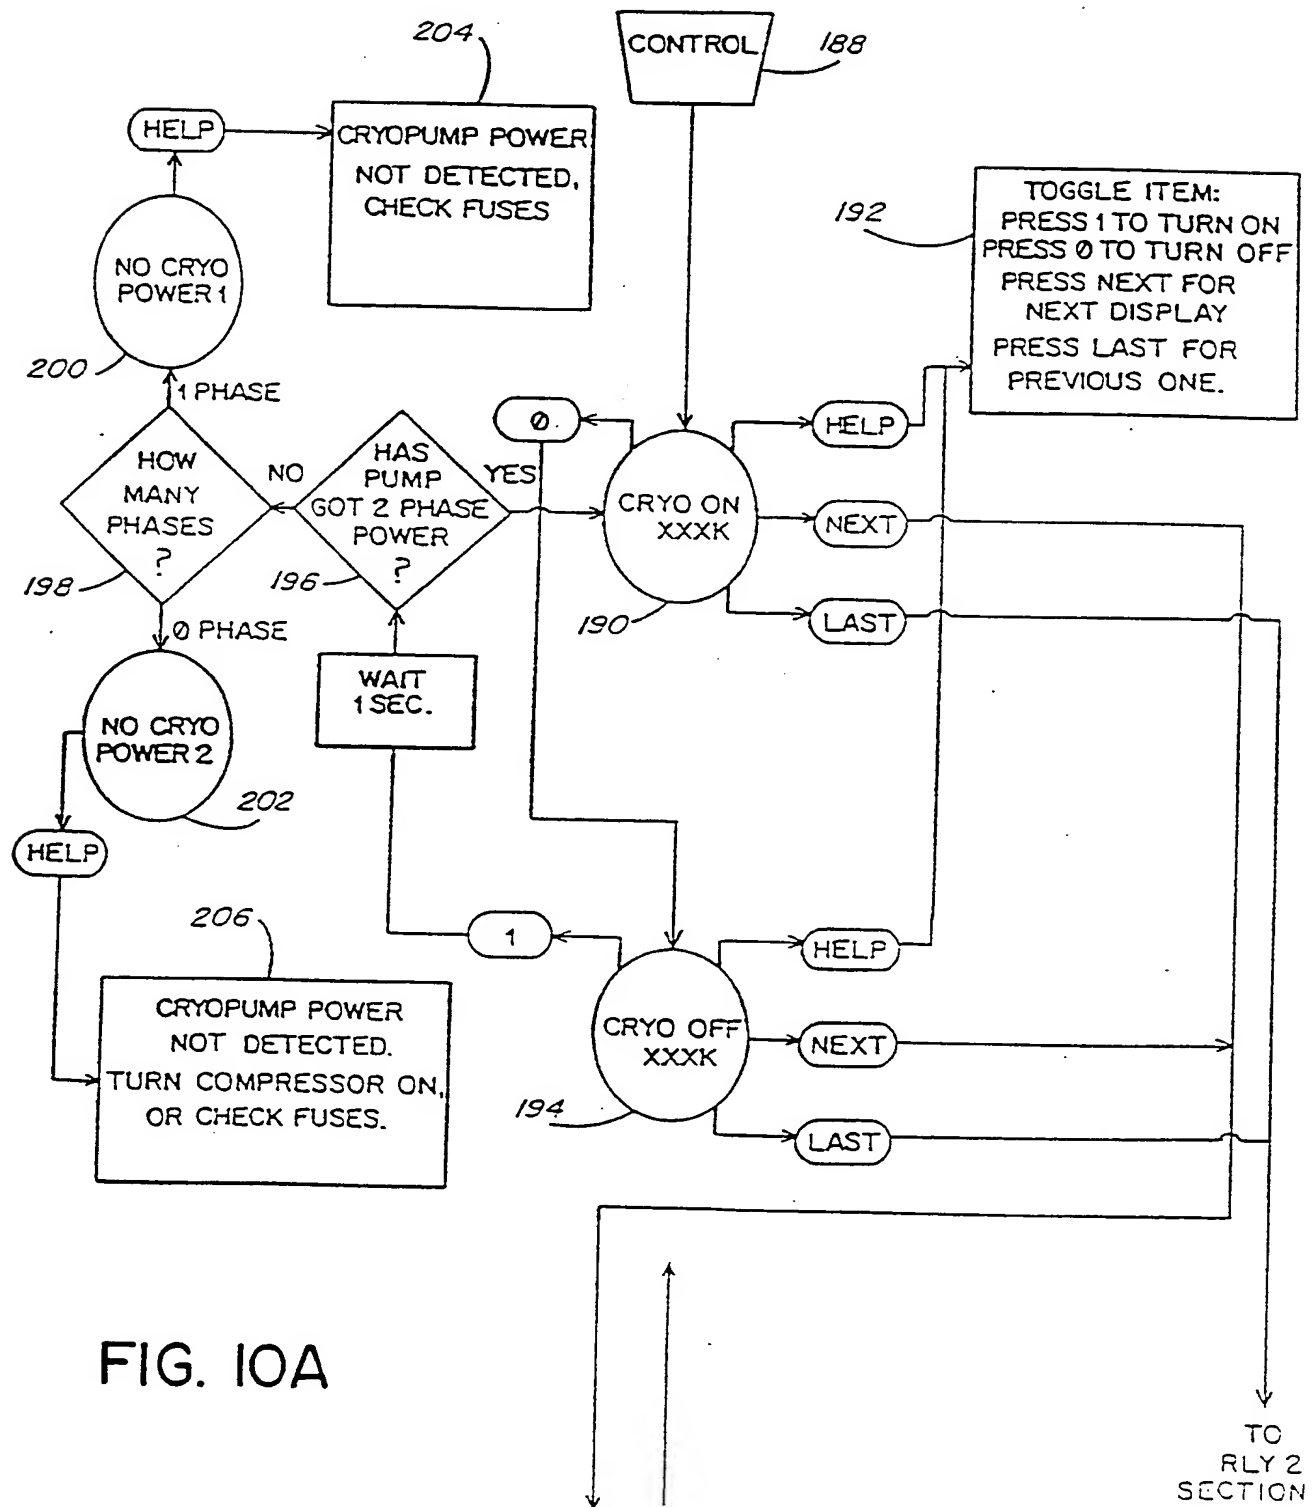 204
CONTROL
188
HELP
CRYOPUMP POWER
NOT DETECTED,
CHECK FUSES
192
TOGGLE ITEM:
PRESS 1 TO TURN ON
PRESS 0 TO TURN OFF
PRESS NEXT FOR
NEXT DISPLAY
PRESS LAST FOR
PREVIOUS ONE.
NO CRYO
POWER 1
200
1 PHASE
0
HELP
HOW
MANY
PHASES
?
198
NO
HAS
PUMP
GOT 2 PHASE
POWER
?
196
YES
CRYO ON
XXXK
190
NEXT
LAST
0 PHASE
WAIT
1 SEC.
NO CRYO
POWER 2
202
HELP
206
1
HELP
CRYOPUMP POWER
NOT DETECTED.
TURN COMPRESSOR ON,
OR CHECK FUSES.
CRYO OFF
XXXK
194
NEXT
LAST
FIG. 10A
TO
RLY 2
SECTION